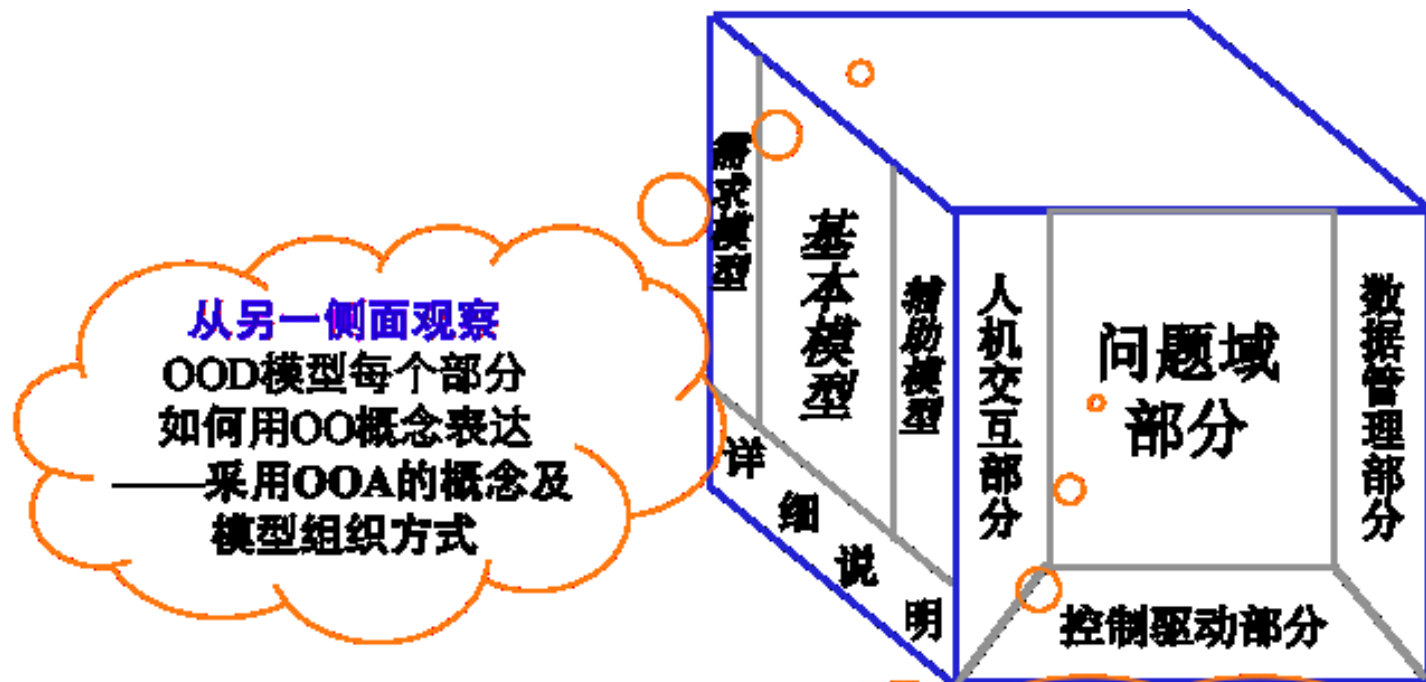 从另一侧面观察
OOD模型每个部分
如何用OO概念表达
——采用OOA的概念及
模型组织方式
需求模型
基本模型
辅助模型
详细说明
人机交互部分
问题域
部分
数据管理部分
控制驱动部分